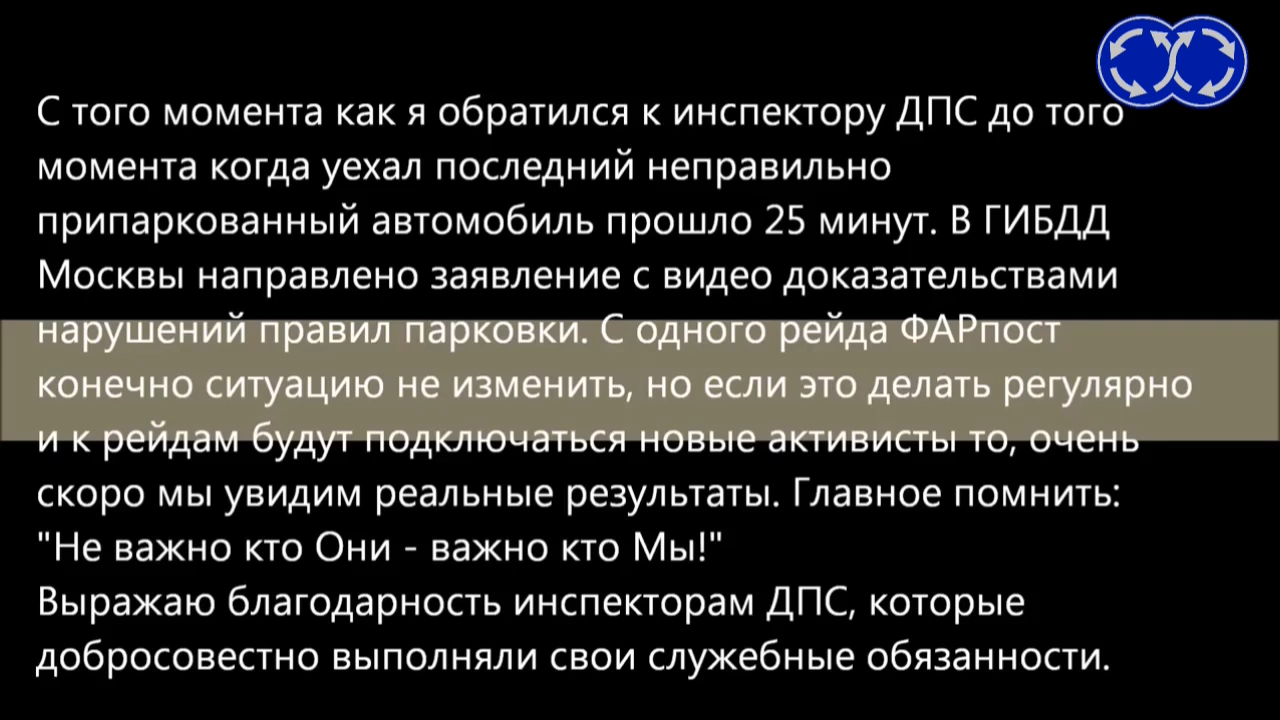 С того момента как я обратился к инспектору ДПС до того
момента когда уехал последний неправильно
припаркованный автомобиль прошло 25 минут. В ГИБДД
Москвы направлено заявление с видео доказательствами
нарушений правил парковки. С одного рейда ФАРпост
конечно ситуацию не изменить, но если это делать регулярно
и к рейдам будут подключаться новые активисты то, очень
скоро мы увидим реальные результаты. Главное помнить:
"Не важно кто Они - важно кто Мы!"
Выражаю благодарность инспекторам ДПС, которые
добросовестно выполняли свои служебные обязанности.